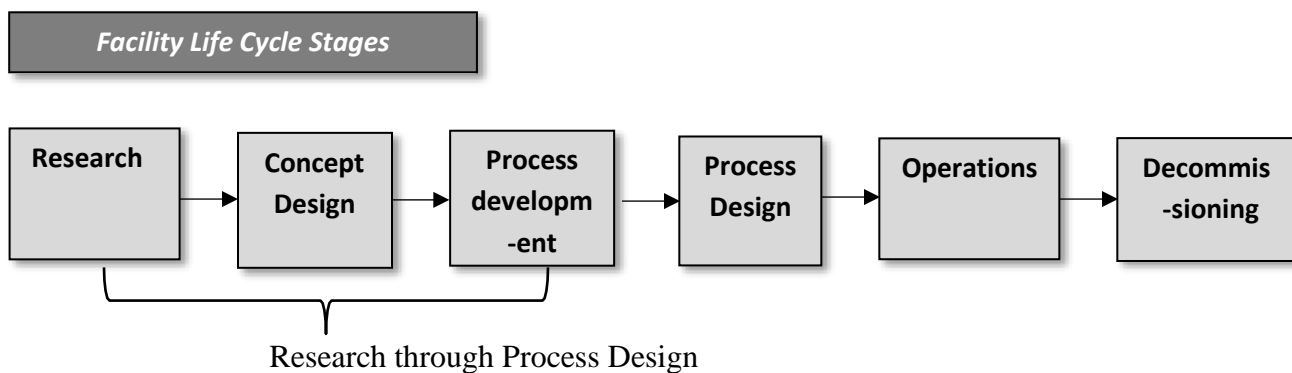 Facility Life Cycle Stages
Research
Concept
Design
Process
developm
-ent
Process
Design
Operations
Decommis
-sioning
Research through Process Design